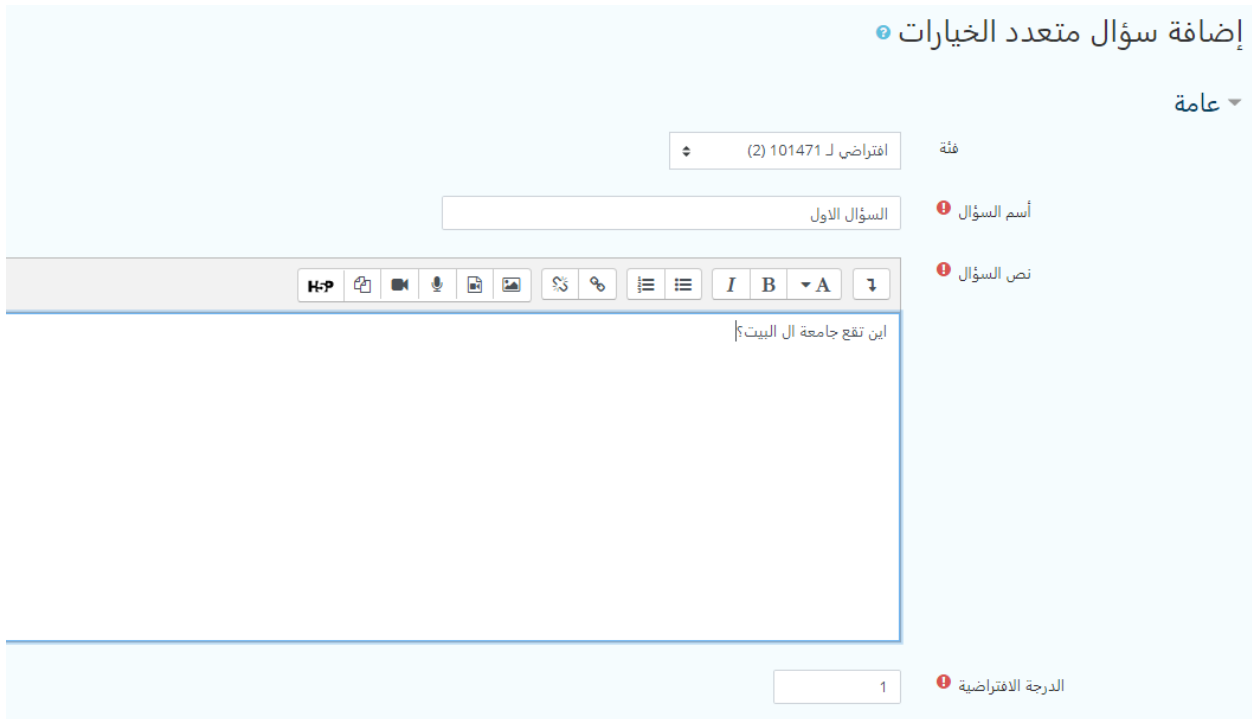 إضافة سؤال متعدد الخيارات
عامة
فئة
افتراضي لـ 101471 (2)
أسم السؤال
السؤال الاول
نص السؤال
A B I H5P
اين تقع جامعة ال البيت؟
الدرجة الافتراضية
1